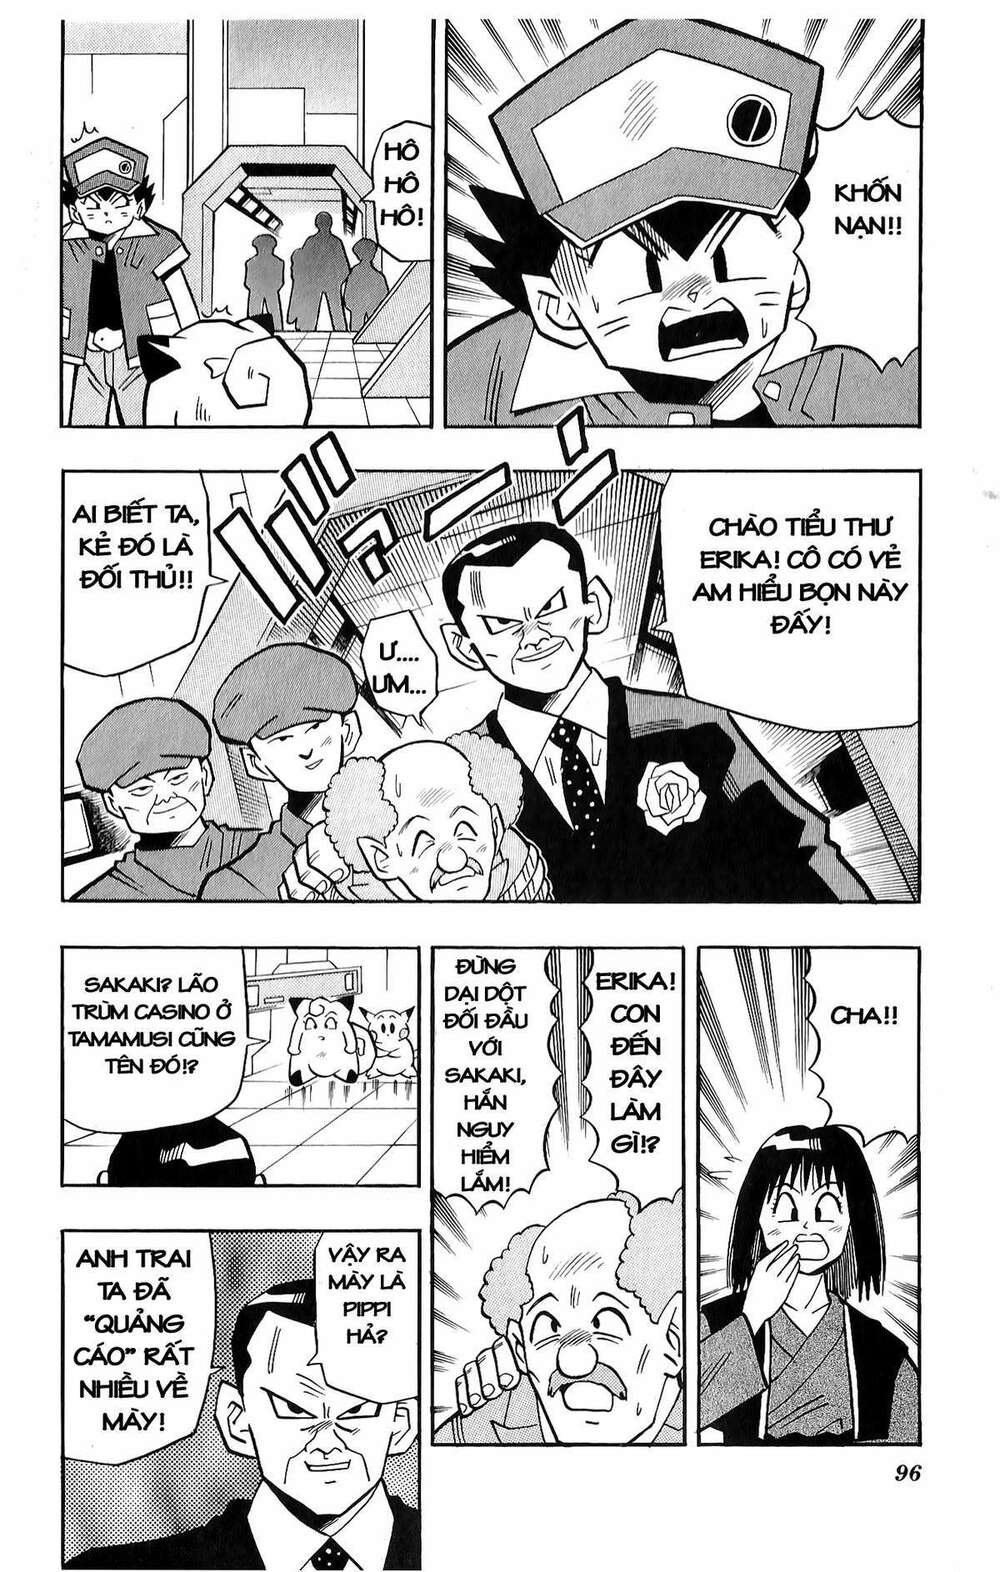 KHỐN
NẠN!!
HÔ
HÔ
HÔ!
CHÀO TIỂU THƯ
ERIKA! CÔ CÓ VẺ
AM HIỂU BỌN NÀY
ĐẤY!
Ư....
ƯM...
AI BIẾT TA,
KẺ ĐÓ LÀ
ĐỐI THỦ!!
CHA!!
ERIKA!
CON
ĐẾN
ĐÂY
LÀM
GÌ!?
ĐỪNG
DẠI DỘT
ĐỐI ĐẦU
VỚI
SAKAKI,
HẮN
NGUY
HIỂM
LẮM!
SAKAKI? LÃO
TRÙM CASINO Ở
TAMAMUSI CŨNG
TÊN ĐÓ!?
VẬY RA
MÀY LÀ
PIPPI
HẢ?
ANH TRAI
TA ĐÃ
“QUẢNG
CÁO” RẤT
NHIỀU VỀ
MÀY!
96